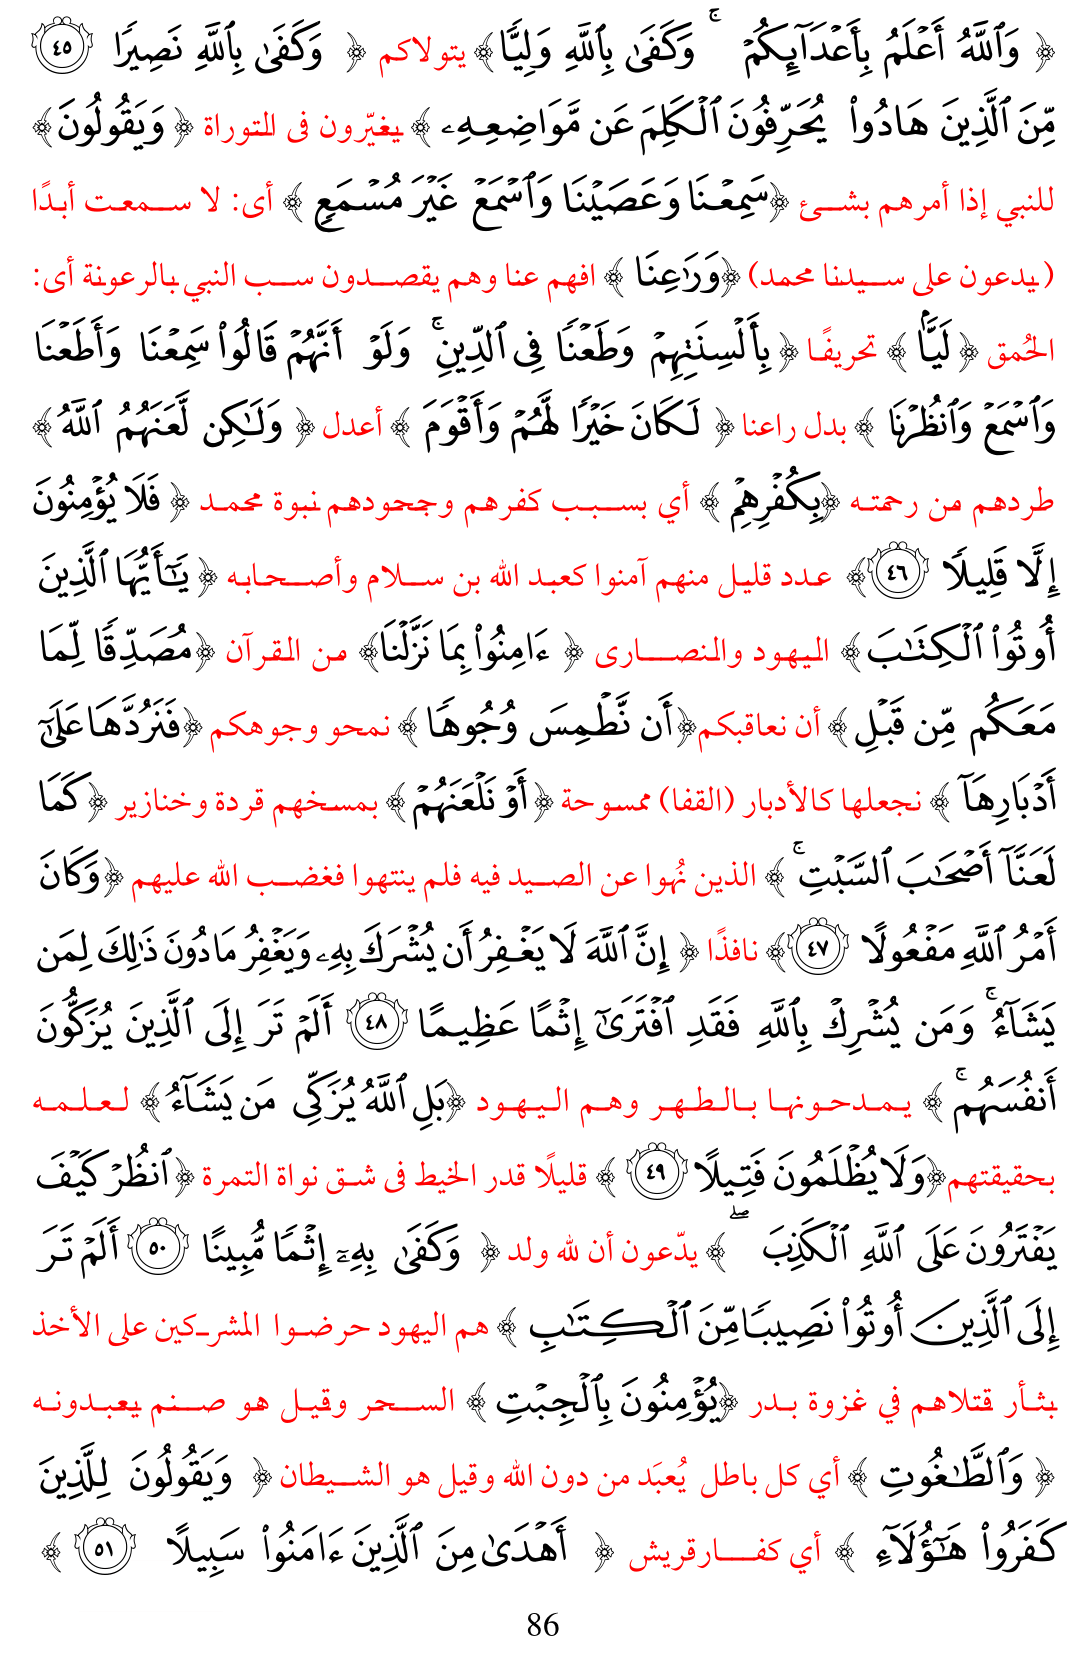 ﴿ وَٱللَّهُ أَعۡلَمُ بِأَعۡدَآئِكُمۡۚ وَكَفَىٰ بِٱللَّهِ وَلِيّٗا﴾ يتولاكم ﴿ وَكَفَىٰ بِٱللَّهِ نَصِيرٗا ٤٥
مِّنَ ٱلَّذِينَ هَادُواْ يُحَرِّفُونَ ٱلۡكَلِمَ عَن مَّوَاضِعِهِۦ ﴾ يغيّرون فى التوراة ﴿ وَيَقُولُونَ﴾
للنبي إذا أمرهم بشئ ﴿سَمِعۡنَا وَعَصَيۡنَا وَٱسۡمَعۡ غَيۡرَ مُسۡمَعٖ ﴾ أى: لا سمعت أبدًا
(يدعون على سيدنا محمد) ﴿وَرَٰعِنَا ﴾ افهم عنا وهم يقصدون سب النبي بالرعونة أى:
الحُمق ﴿ لَيَّۢا ﴾ تحريفًا ﴿ بِأَلۡسِنَتِهِمۡ وَطَعۡنٗا فِى ٱلدِّينِۚ وَلَوۡ أَنَّهُمۡ قَالُواْ سَمِعۡنَا وَأَطَعۡنَا
وَٱسۡمَعۡ وَٱنظُرۡنَا ﴾ بدل راعنا ﴿ لَكَانَ خَيۡرٗا لَّهُمۡ وَأَقۡوَمَ ﴾ أعدل ﴿ وَلَٰكِن لَّعَنَهُمُ ٱللَّهُ ﴾
طردهم من رحمته ﴿بِكُفۡرِهِمۡ ﴾ أي بسبب كفرهم وجحودهم نبوة محمد ﴿ فَلَا يُؤۡمِنُونَ
إِلَّا قَلِيلٗا ٤٦﴾ عدد قليل منهم آمنوا كعبد الله بن سلام وأصحابه ﴿ يَٰٓأَيُّهَا ٱلَّذِينَ
أُوتُواْ ٱلۡكِتَٰبَ ﴾ اليهود والنصارى ﴿ ءَامِنُواْ بِمَا نَزَّلۡنَا﴾ من القرآن ﴿مُصَدِّقٗا لِّمَا
مَعَكُم مِّن قَبۡلِ ﴾ أن نعاقبكم﴿أَن نَّطۡمِسَ وُجُوهٗا ﴾ نمحو وجوهكم ﴿فَنَرُدَّهَا عَلَىٰٓ
أَدۡبَارِهَآ ﴾ نجعلها كالأدبار (القفا) ممسوحة ﴿أَوۡ نَلۡعَنَهُمۡ ﴾ بمسخهم قردة وخنازير ﴿كَمَا
لَعَنَّآ أَصۡحَٰبَ ٱلسَّبۡتِۚ ﴾ الذين نُهوا عن الصيد فيه فلم ينتهوا فغضب الله عليهم ﴿وَكَانَ
أَمۡرُ ٱللَّهِ مَفۡعُولًا ٤٧﴾ نافذًا ﴿ إِنَّ ٱللَّهَ لَا يَغۡفِرُ أَن يُشۡرَكَ بِهِۦ وَيَغۡفِرُ مَا دُونَ ذَٰلِكَ لِمَن
يَشَآءُۚ وَمَن يُشۡرِكۡ بِٱللَّهِ فَقَدِ ٱفۡتَرَىٰٓ إِثۡمًا عَظِيمًا ٤٨ أَلَمۡ تَرَ إِلَى ٱلَّذِينَ يُزَكُّونَ
أَنفُسَهُمۚ ﴾ يمدحونها بالطهر وهم اليهود ﴿بَلِ ٱللَّهُ يُزَكِّى مَن يَشَآءُ ﴾ لعلمه
بحقيقتهم﴿وَلَا يُظۡلَمُونَ فَتِيلًا ٤٩ ﴾ قليلًا قدر الخيط في شق نواة التمرة ﴿ ٱنظُرۡ كَيۡفَ
يَفۡتَرُونَ عَلَى ٱللَّهِ ٱلۡكَذِبَۖ ﴾ يدّعون أن لله ولد ﴿ وَكَفَىٰ بِهِۦٓ إِثۡمٗا مُّبِينًا ٥٠ أَلَمۡ تَرَ
إِلَى ٱلَّذِينَ أُوتُواْ نَصِيبٗا مِّنَ ٱلۡكِتَٰبِ ﴾ هم اليهود حرضوا المشركين على الأخذ
بثأر قتلاهم في غزوة بدر ﴿يُؤۡمِنُونَ بِٱلۡجِبۡتِ ﴾ السحر وقيل هو صنم يعبدونه
﴿ وَٱلطَّٰغُوتِ ﴾ أي كل باطل يُعبَد من دون الله وقيل هو الشيطان ﴿ وَيَقُولُونَ لِلَّذِينَ
كَفَرُواْ هَٰٓؤُلَآءِ ﴾ أي كفار قريش ﴿ أَهۡدَىٰ مِنَ ٱلَّذِينَ ءَامَنُواْ سَبِيلًا ٥١ ﴾
86